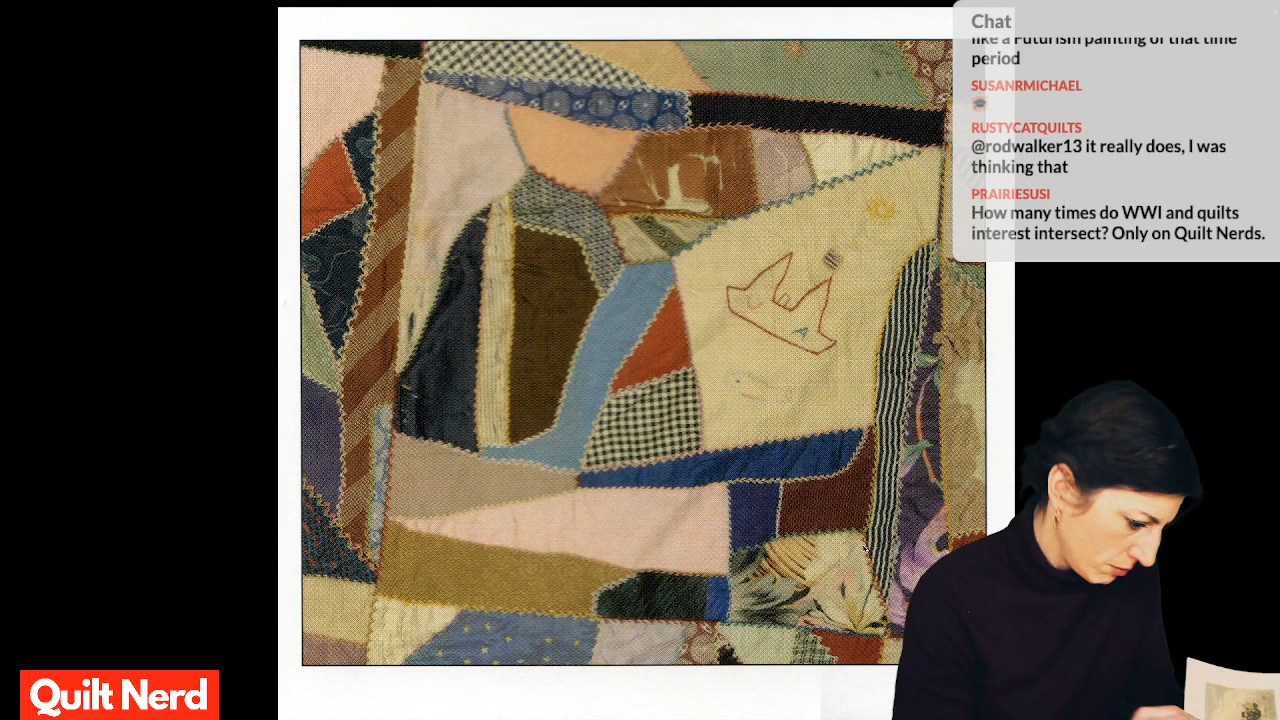 Chat
like a Futurism painting of that time
period
SUSANRMICHAEL
RUSTYCATQUILTS
@rodwalker13 it really does, I was
thinking that
PRAIRIESUSI
How many times do WWI and quilts
interest intersect? Only on Quilt Nerds.
Quilt Nerd